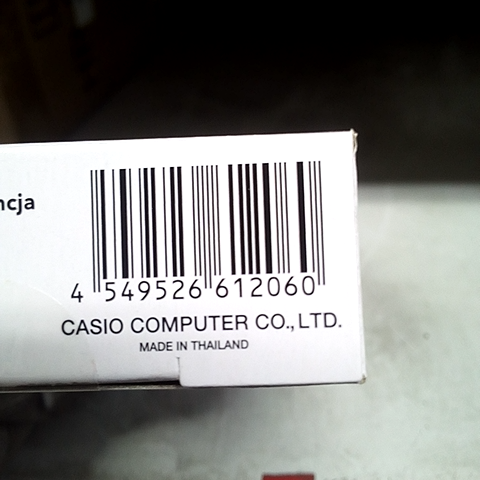 ncja
4 549526 612060
CASIO COMPUTER CO., LTD.
MADE IN THAILAND